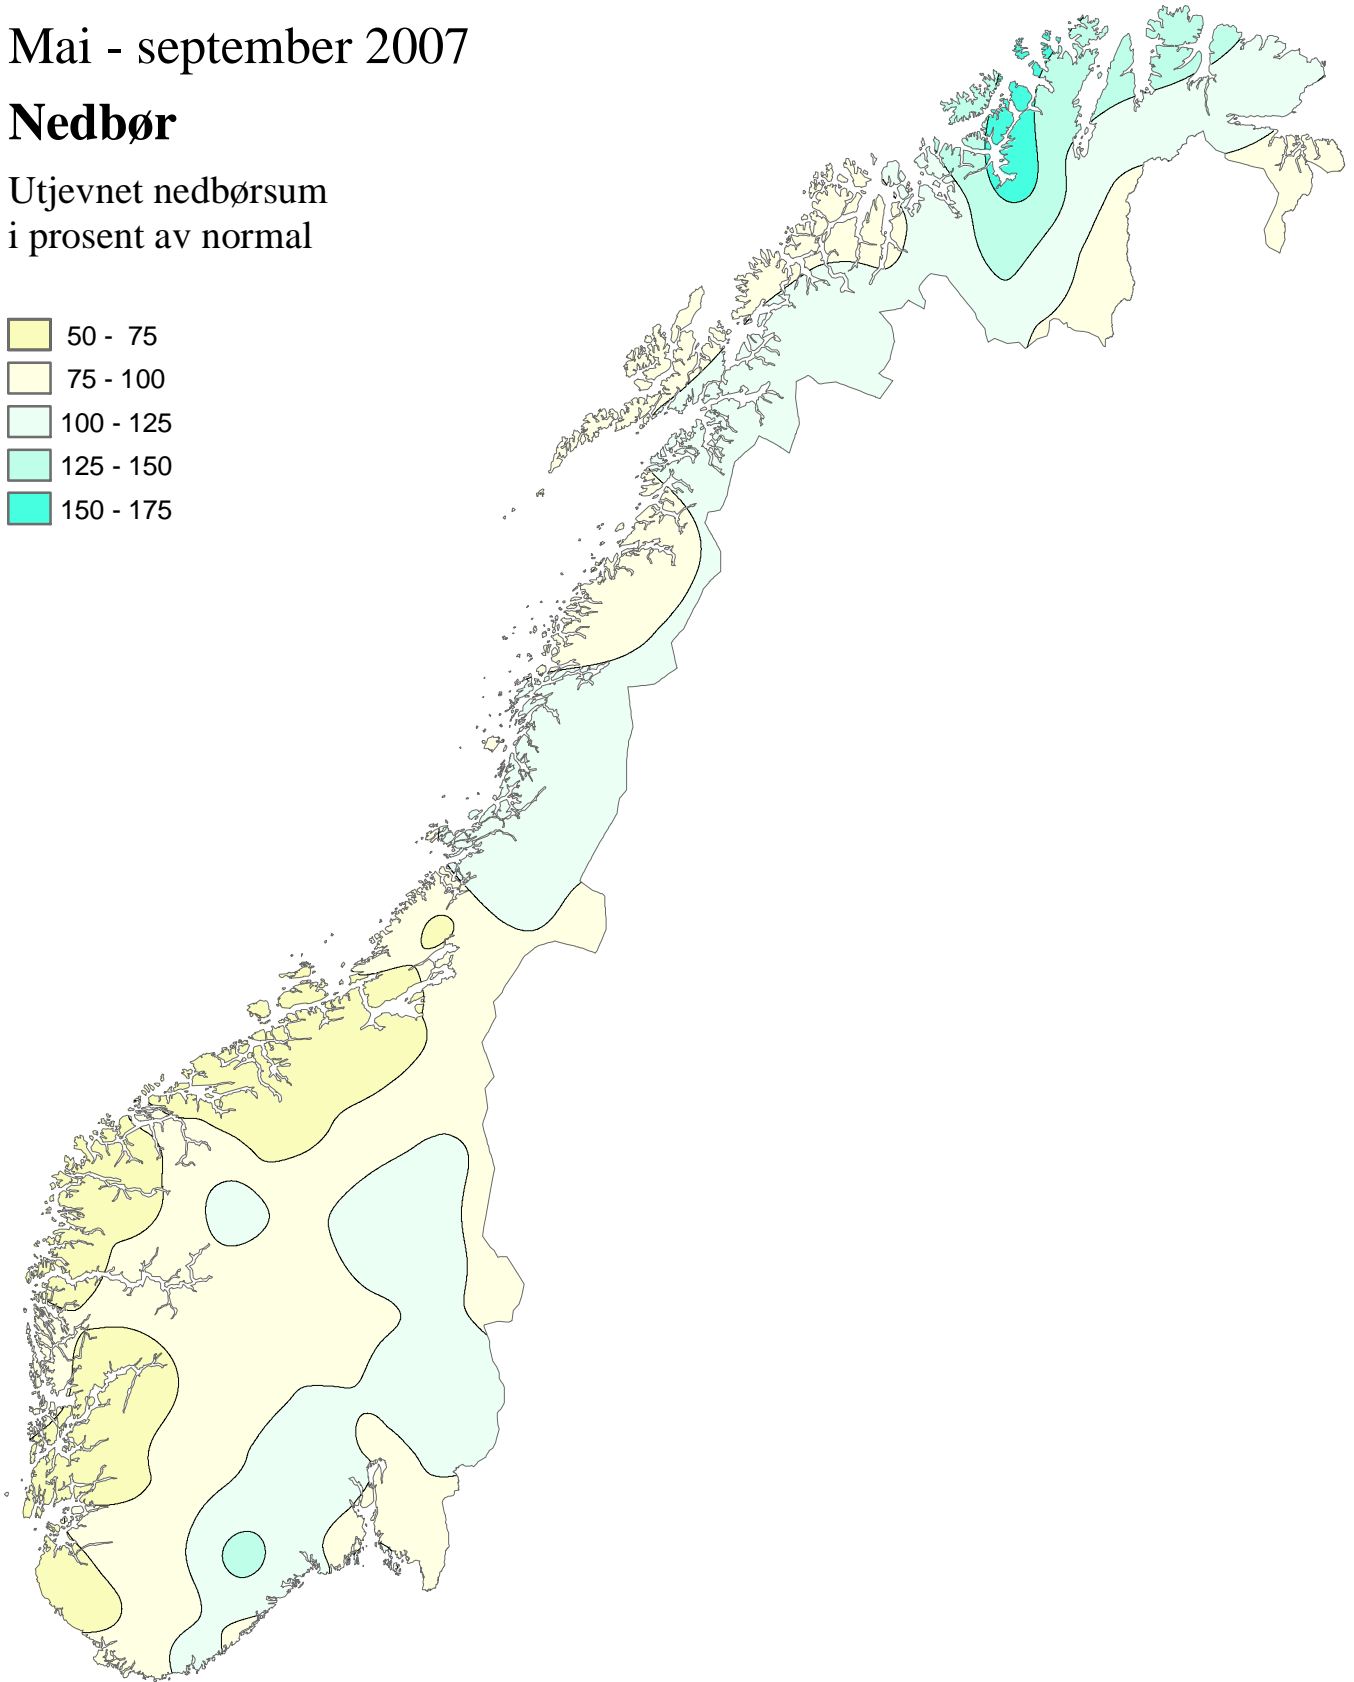 Mai - september 2007
Nedbør
Utjevnet nedbørsum
i prosent av normal
50 - 75
75 - 100
100 - 125
125 - 150
150 - 175